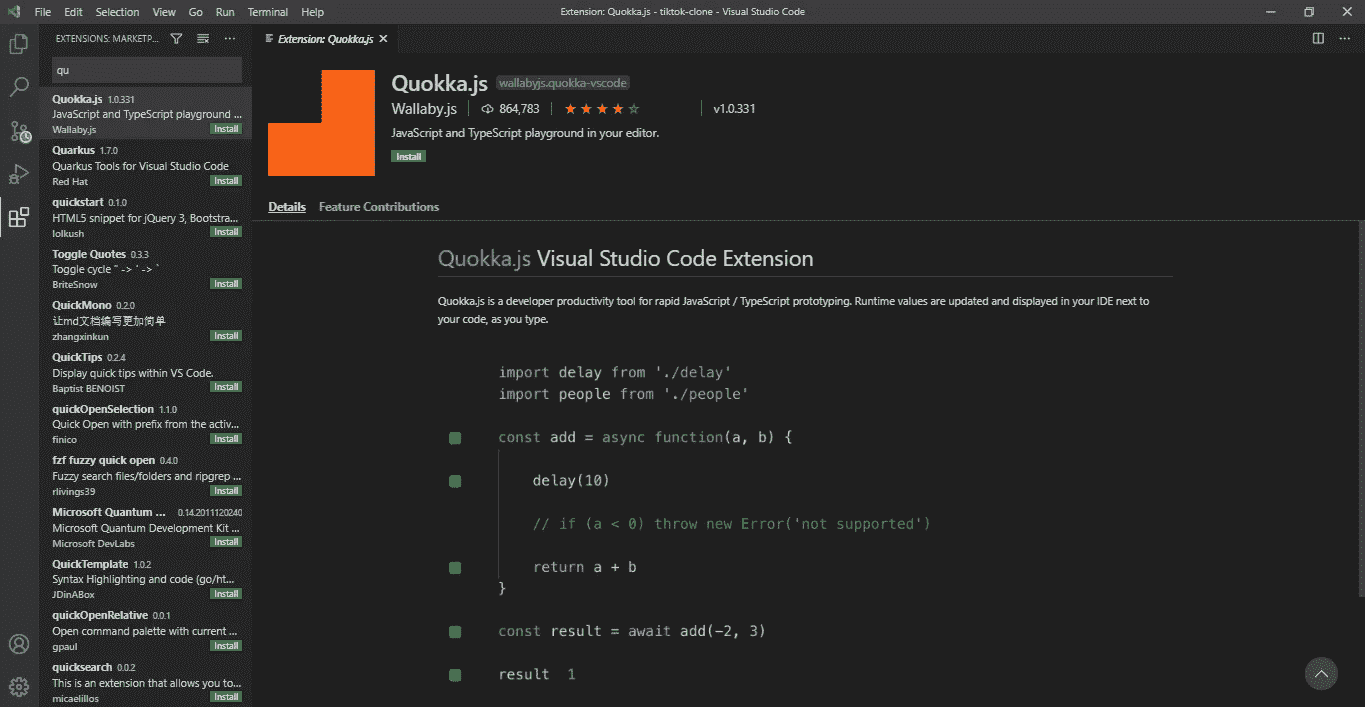 File Edit Selection View Go Run Terminal Help
Extension: Quokka.js - tiktok-clone - Visual Studio Code
EXTENSIONS: MARKETP...
qu
Quokka.js 1.0.331
JavaScript and TypeScript playground ...
Wallaby.js Install
Quarkus 1.7.0
Quarkus Tools for Visual Studio Code
Red Hat Install
quickstart 0.1.0
HTML5 snippet for jQuery 3, Bootstra...
lolkush Install
Toggle Quotes 0.3.3
Toggle cycle " -> ' -> `
BriteSnow Install
QuickMono 0.2.0
让md文档编写更加简单
zhangxinkun Install
QuickTips 0.2.4
Display quick tips within VS Code.
Baptist BENOIST Install
quickOpenSelection 1.1.0
Quick Open with prefix from the activ...
finico Install
fzf fuzzy quick open 0.4.0
Fuzzy search files/folders and ripgrep ...
rlivings39 Install
Microsoft Quantum ... 0.14.2011120240
Microsoft Quantum Development Kit ...
Microsoft DevLabs Install
QuickTemplate 1.0.2
Syntax Highlighting and code (go/ht...
JDinABox Install
quickOpenRelative 0.0.1
Open command palette with current ...
gpaul Install
quicksearch 0.0.2
This is an extension that allows you to...
micaelillos Install
Extension: Quokka.js
Quokka.js wallabyjs.quokka-vscode
Wallaby.js 864,783 v1.0.331
JavaScript and TypeScript playground in your editor.
Install
Details Feature Contributions
Quokka.js Visual Studio Code Extension
Quokka.js is a developer productivity tool for rapid JavaScript / TypeScript prototyping. Runtime values are updated and displayed in your IDE next to
your code, as you type.
import delay from './delay'
import people from './people'
const add = async function(a, b) {
delay(10)
// if (a < 0) throw new Error('not supported')
return a + b
}
const result = await add(-2, 3)
result 1